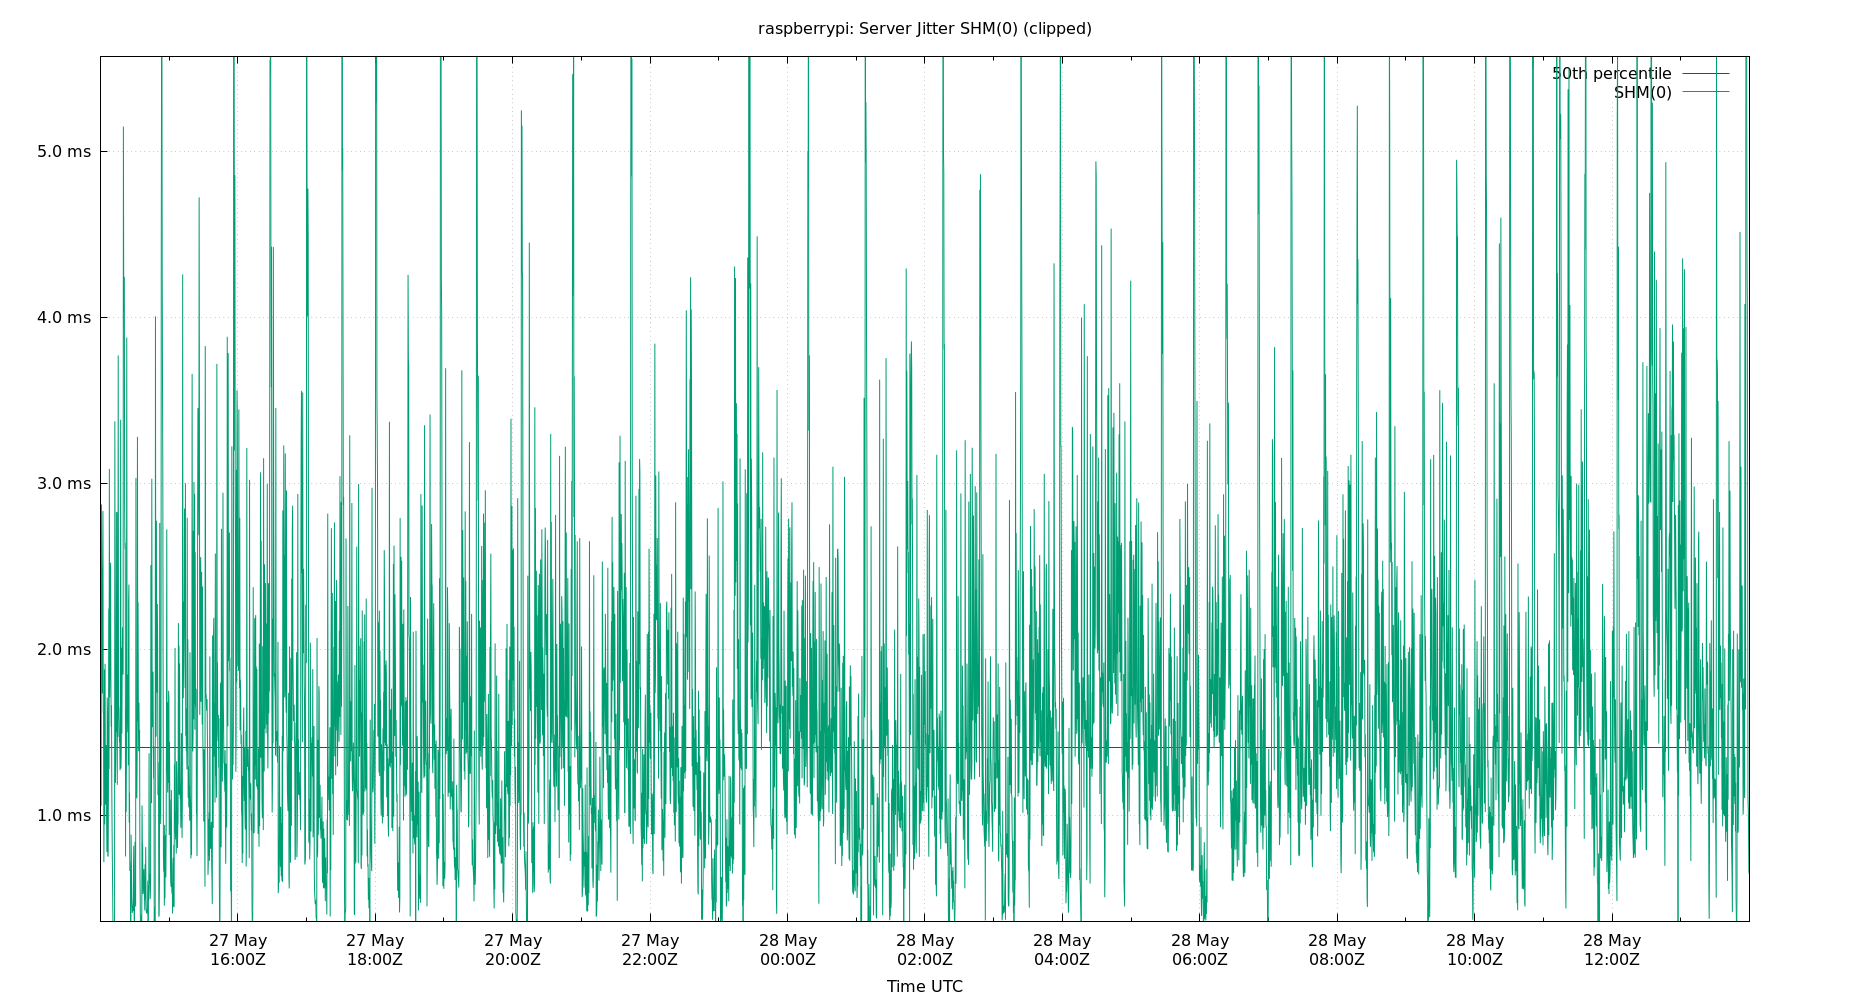 raspberrypi: Server Jitter SHM(0) (clipped)
50th percentile
SHM(0)
5.0 ms
4.0 ms
3.0 ms
2.0 ms
1.0 ms
27 May 27 May 27 May 27 May 28 May 28 May 28 May 28 May 28 May 28 May 28 May
16:00Z 18:00Z 20:00Z 22:00Z 00:00Z 02:00Z 04:00Z 06:00Z 08:00Z 10:00Z 12:00Z
Time UTC